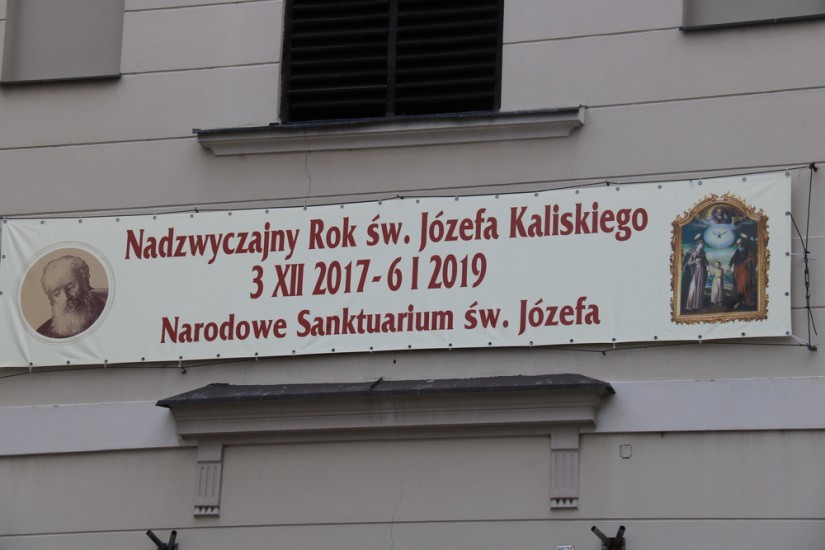 Nadzwyczajny Rok św. Józefa Kaliskiego
3 XII 2017 - 6 I 2019
Narodowe Sanktuarium św. Józefa